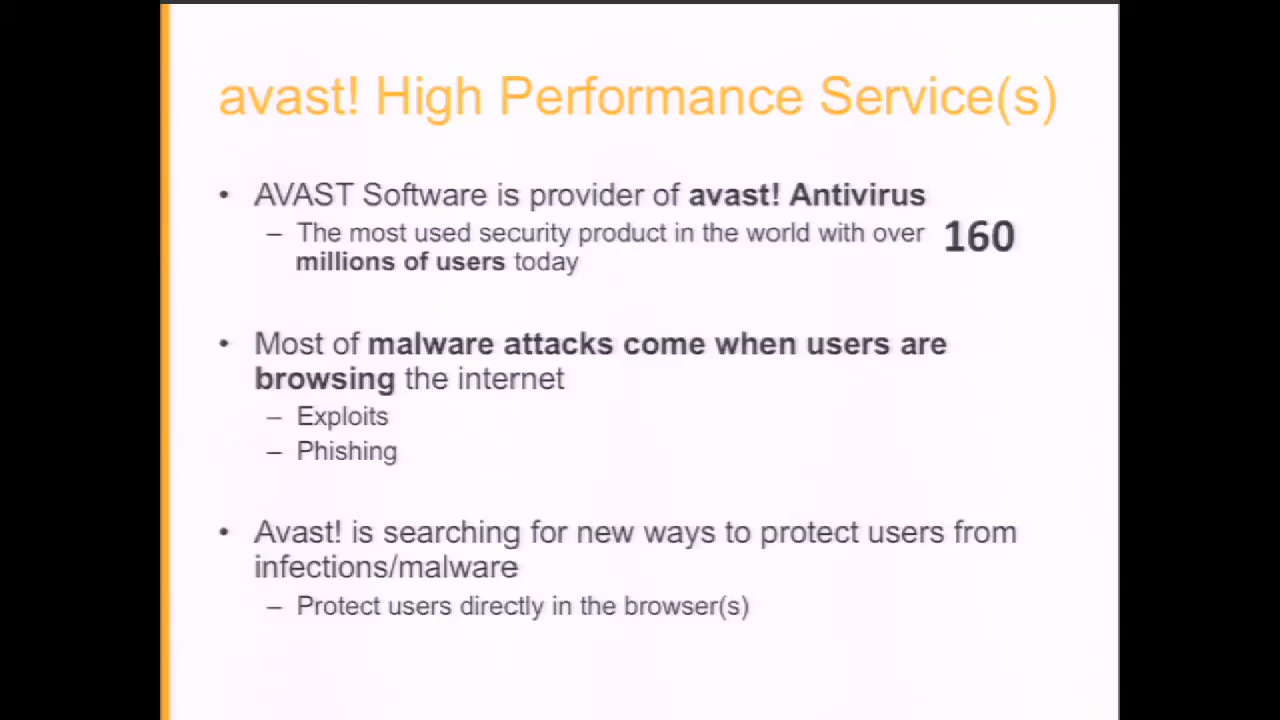 avast! High Performance Service(s)
• AVAST Software is provider of avast! Antivirus
– The most used security product in the world with over 160
millions of users today
• Most of malware attacks come when users are
browsing the internet
– Exploits
– Phishing
• Avast! is searching for new ways to protect users from
infections/malware
– Protect users directly in the browser(s)